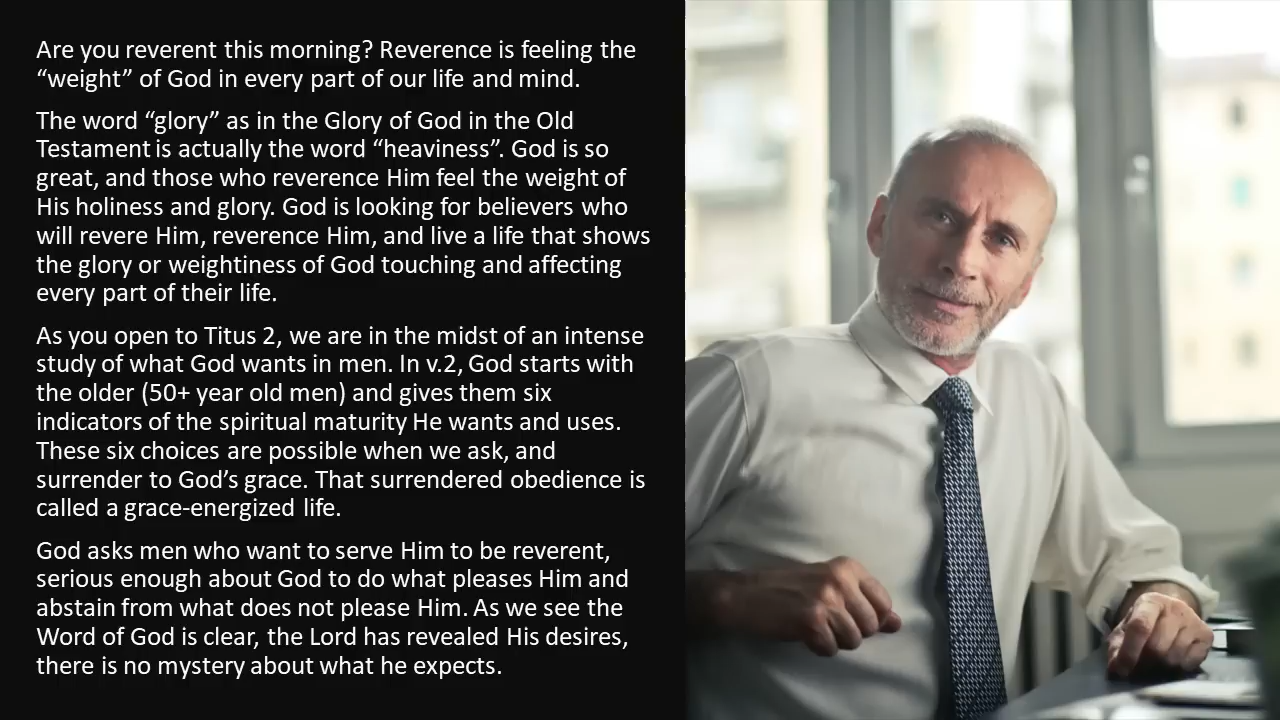 Are you reverent this morning? Reverence is feeling the
“weight” of God in every part of our life and mind.
The word “glory” as in the Glory of God in the Old
Testament is actually the word “heaviness”. God is so
great, and those who reverence Him feel the weight of
His holiness and glory. God is looking for believers who
will revere Him, reverence Him, and live a life that shows
the glory or weightiness of God touching and affecting
every part of their life.
As you open to Titus 2, we are in the midst of an intense
study of what God wants in men. In v.2, God starts with
the older (50+ year old men) and gives them six
indicators of the spiritual maturity He wants and uses.
These six choices are possible when we ask, and
surrender to God’s grace. That surrendered obedience is
called a grace-energized life.
God asks men who want to serve Him to be reverent,
serious enough about God to do what pleases Him and
abstain from what does not please Him. As we see the
Word of God is clear, the Lord has revealed His desires,
there is no mystery about what he expects.